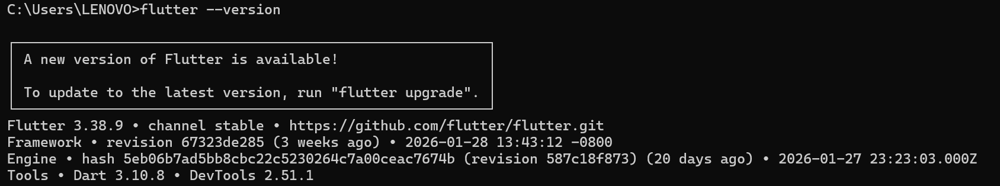 C:\Users\LENOVO>flutter --version
A new version of Flutter is available!
To update to the latest version, run "flutter upgrade".
Flutter 3.38.9 • channel stable • https://github.com/flutter/flutter.git
Framework • revision 67323de285 (3 weeks ago) • 2026-01-28 13:43:12 -0800
Engine • hash 5eb06b7ad5bb8cbc22c5230264c7a00ceac7674b (revision 587c18f873) (20 days ago) • 2026-01-27 23:23:03.000Z
Tools • Dart 3.10.8 • DevTools 2.51.1